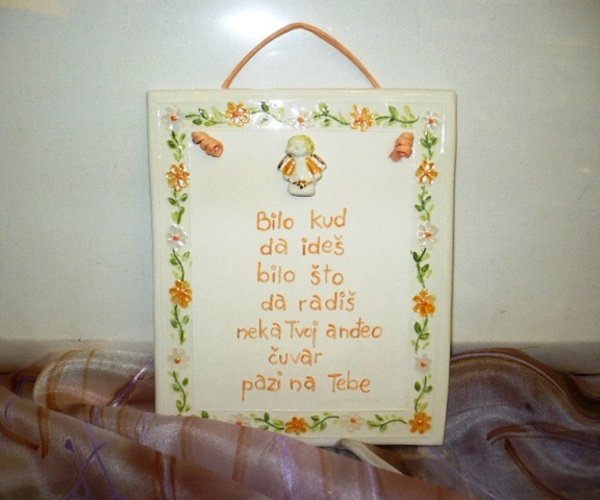 Bilo kud
da ideš
bilo što
da radiš
neka Tvoj anđeo
čuvar
pazi na Tebe